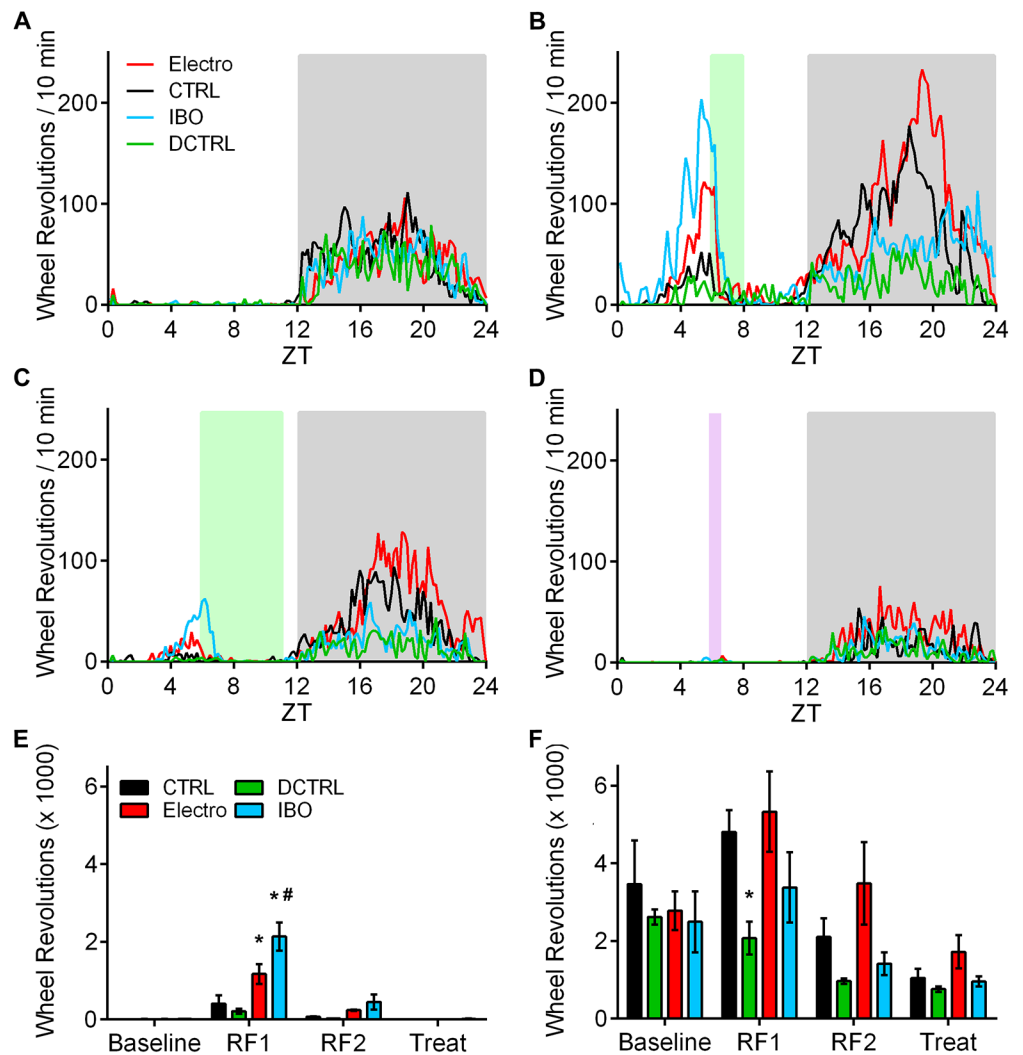 A
Wheel Revolutions / 10 min
200
100
0
Electro
CTRL
IBO
DCTRL
0 4 8 12 16 20 24
ZT
B
Wheel Revolutions / 10 min
200
100
0
0 4 8 12 16 20 24
ZT
C
Wheel Revolutions / 10 min
200
100
0
0 4 8 12 16 20 24
ZT
D
Wheel Revolutions / 10 min
200
100
0
0 4 8 12 16 20 24
ZT
E
Wheel Revolutions (x 1000)
6
4
2
0
CTRL DCTRL
Electro IBO
* #
*
Baseline RF1 RF2 Treat
F
Wheel Revolutions (x 1000)
6
4
2
0
*
Baseline RF1 RF2 Treat